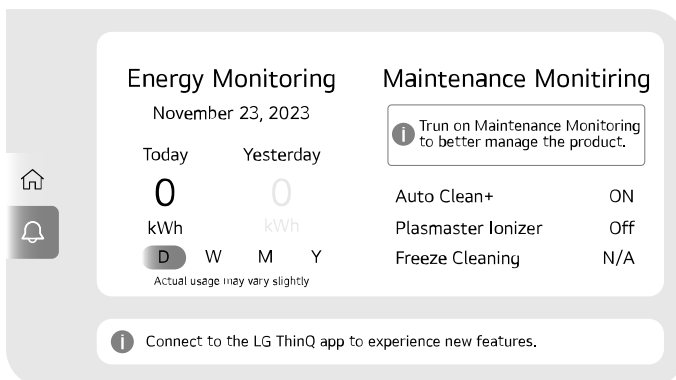 Energy Monitoring
November 23, 2023
Today Yesterday
0 0
kWh kWh
D W M Y
Actual usage may vary slightly
Maintenance Monitiring
Trun on Maintenance Monitoring
to better manage the product.
Auto Clean+ ON
Plasmaster Ionizer Off
Freeze Cleaning N/A
Connect to the LG ThinQ app to experience new features.